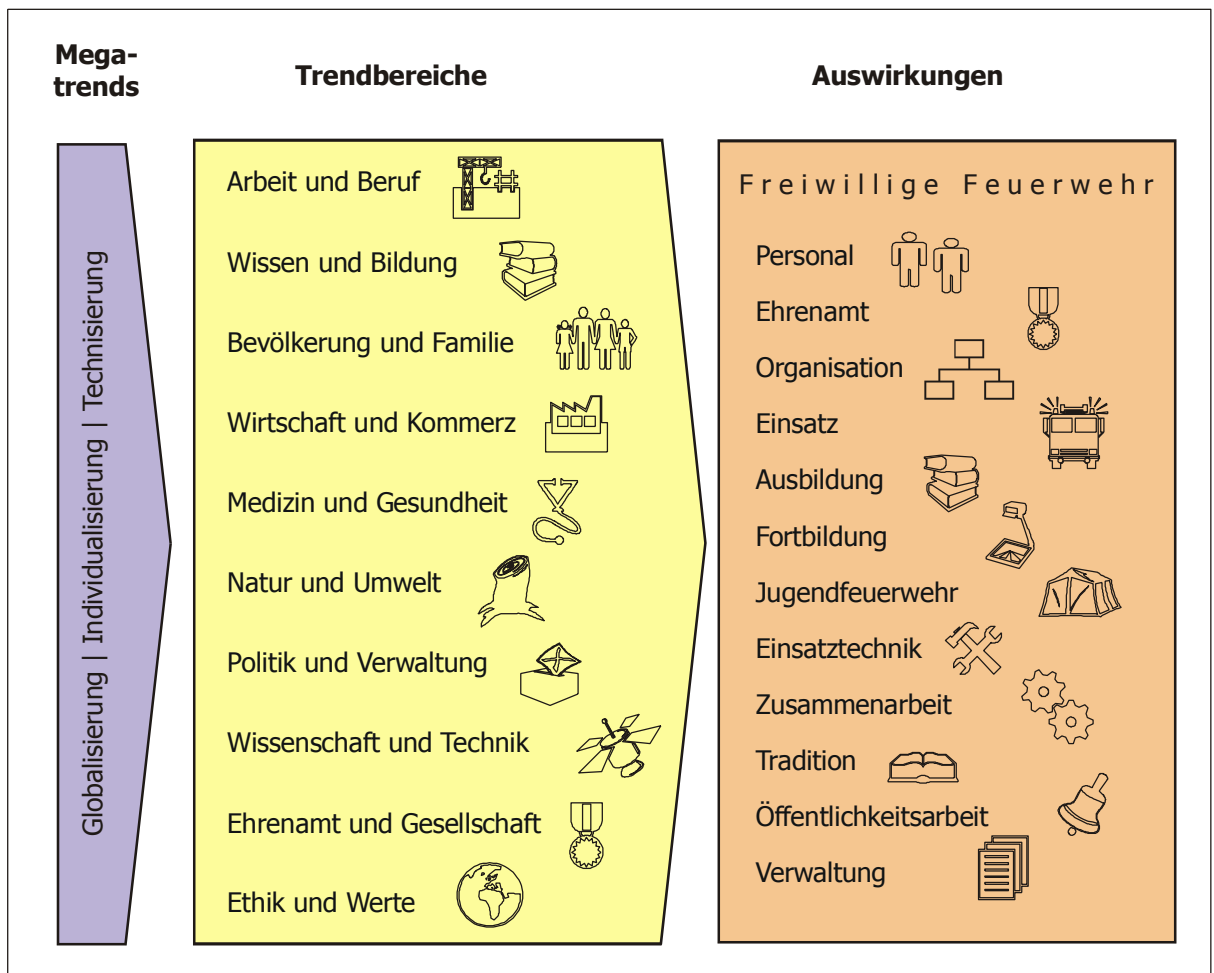 Mega-
trends
Trendbereiche
Auswirkungen
Globalisierung | Individualisierung | Technisierung
Arbeit und Beruf
Wissen und Bildung
Bevölkerung und Familie
Wirtschaft und Kommerz
Medizin und Gesundheit
Natur und Umwelt
Politik und Verwaltung
Wissenschaft und Technik
Ehrenamt und Gesellschaft
Ethik und Werte
Freiwillige Feuerwehr
Personal
Ehrenamt
Organisation
Einsatz
Ausbildung
Fortbildung
Jugendfeuerwehr
Einsatztechnik
Zusammenarbeit
Tradition
Öffentlichkeitsarbeit
Verwaltung